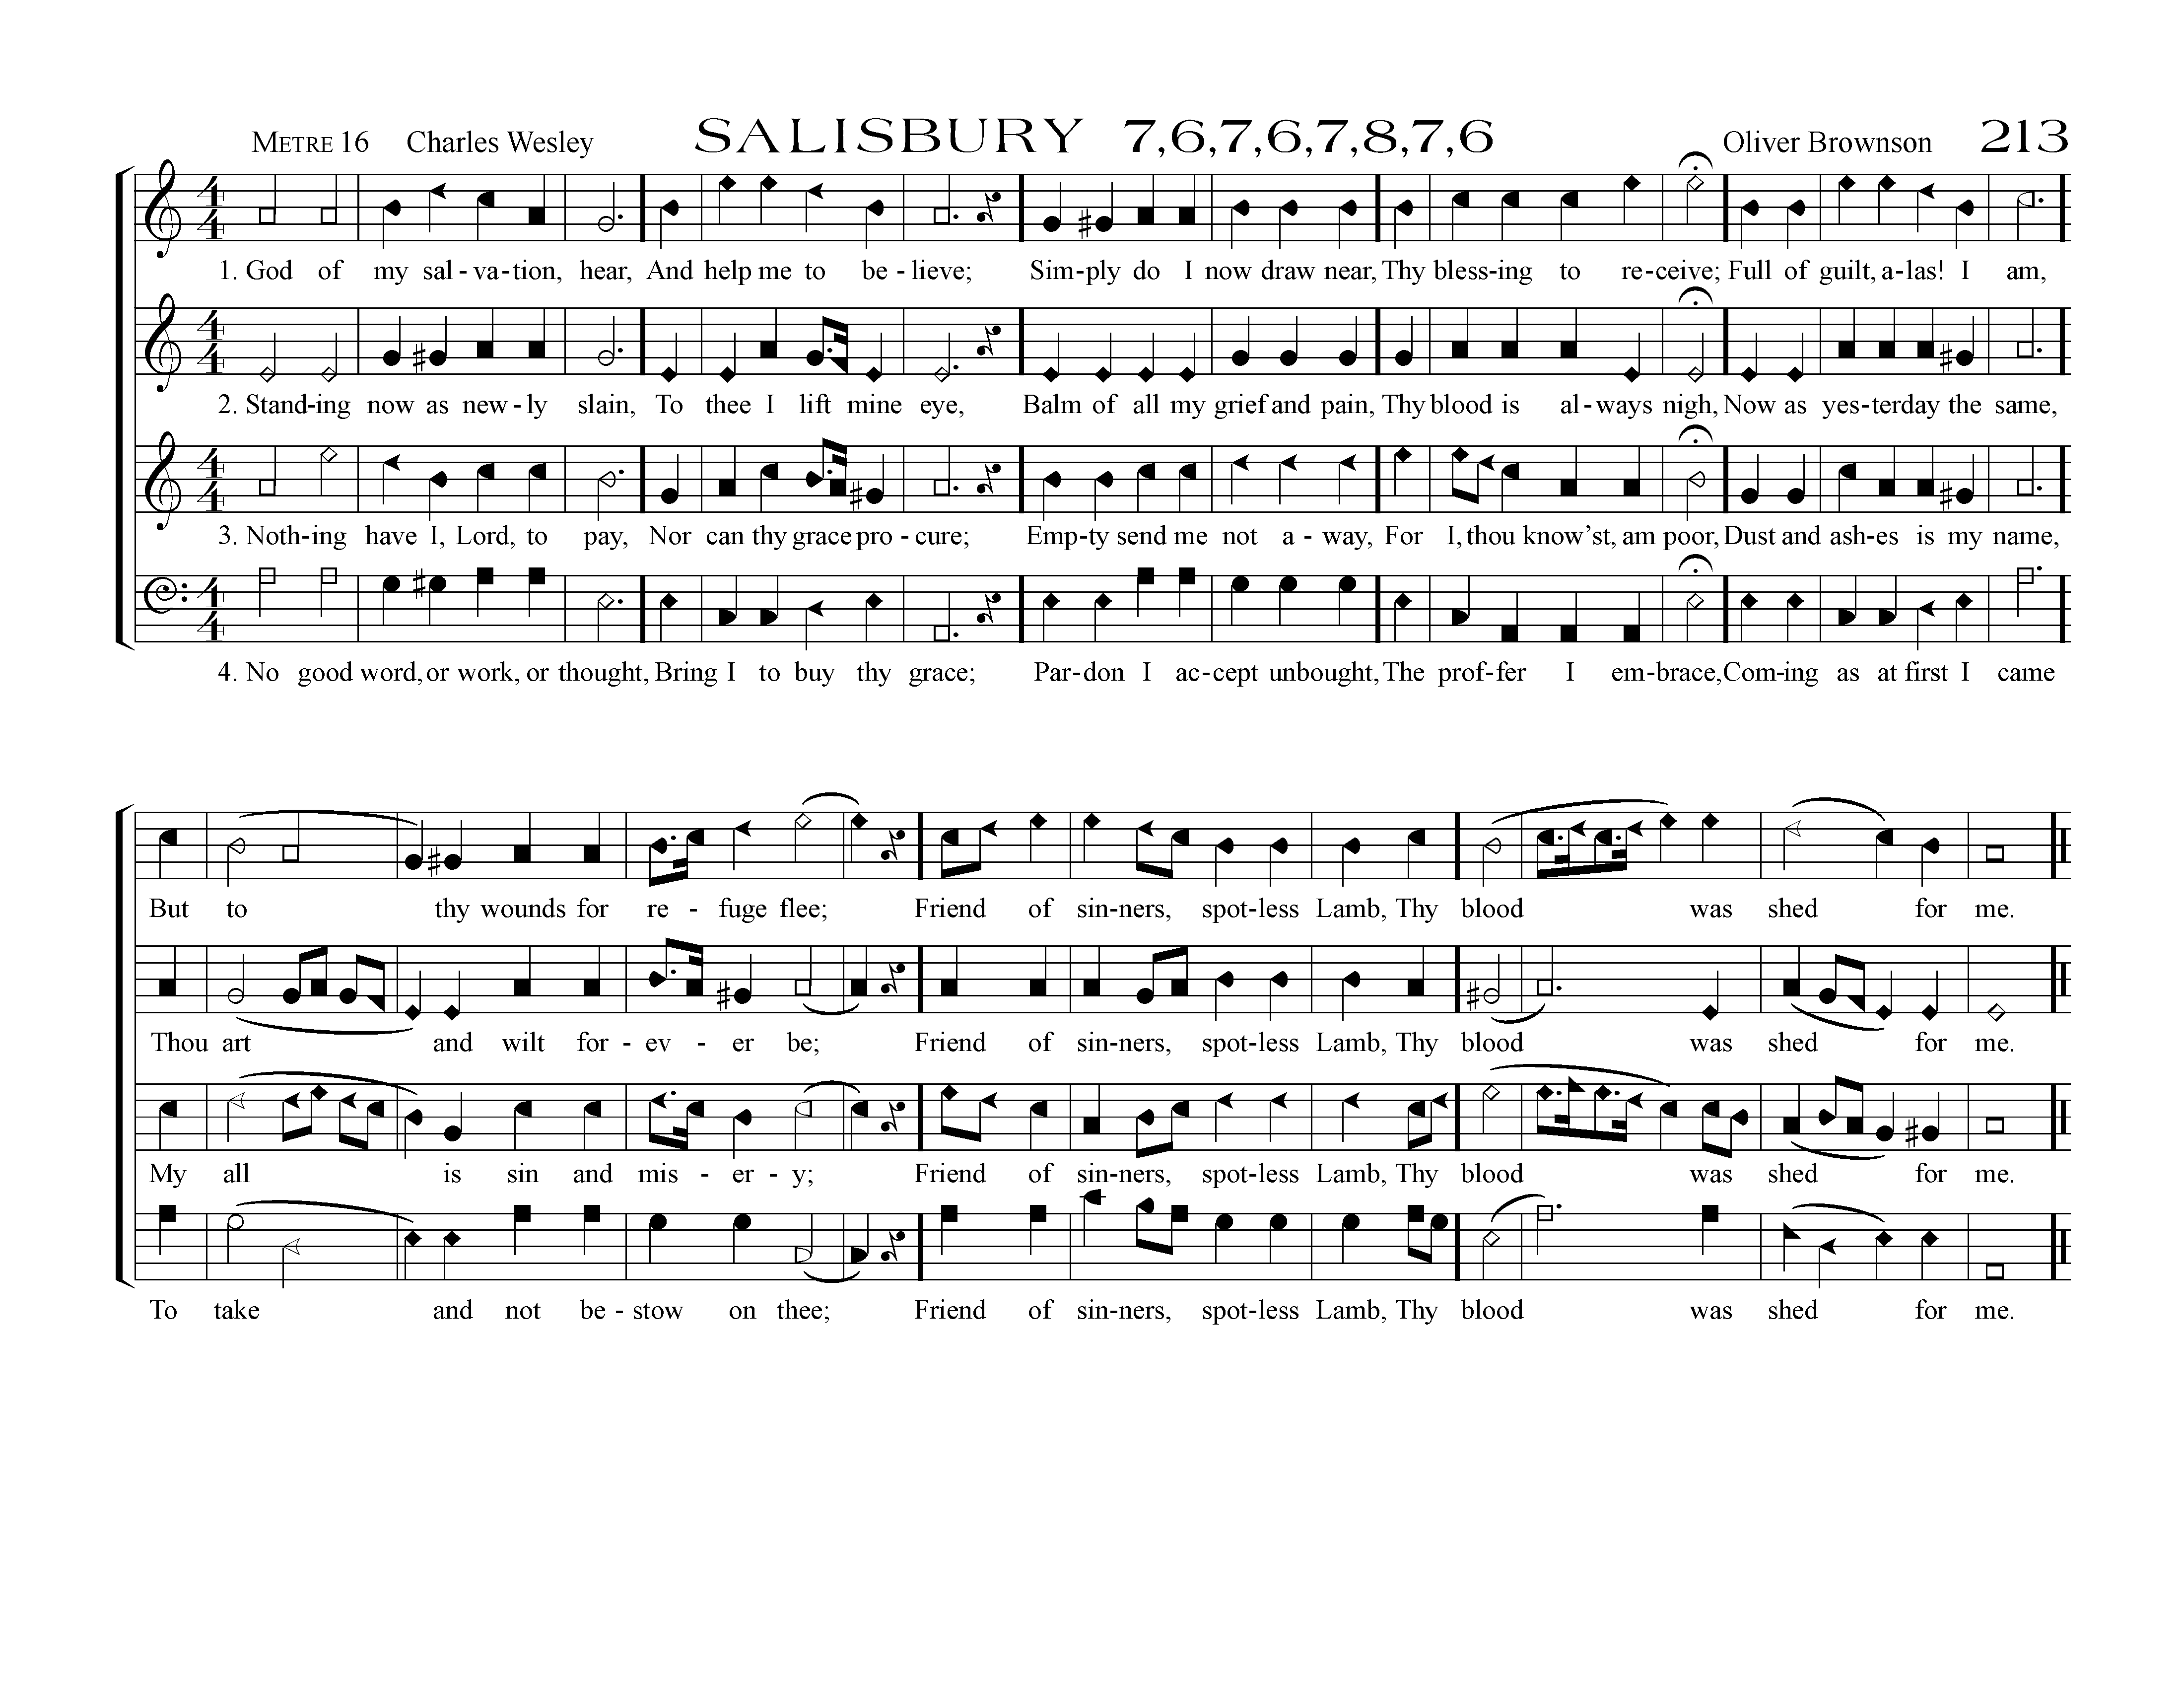 METRE 16 Charles Wesley SALISBURY 7,6,7,6,7,8,7,6 Oliver Brownson 213
4
4
1. God of my sal - va - tion, hear, And help me to be - lieve; Sim - ply do I now draw near, Thy bless - ing to re - ceive; Full of guilt, a - las! I am,
4
4
2. Stand - ing now as new - ly slain, To thee I lift mine eye, Balm of all my grief and pain, Thy blood is al - ways nigh, Now as yes - terday the same,
4
4
3. Noth - ing have I, Lord, to pay, Nor can thy grace pro - cure; Emp - ty send me not a - way, For I, thou know’st, am poor, Dust and ash - es is my name,
4
4
4. No good word, or work, or thought, Bring I to buy thy grace; Par - don I ac - cept unbought, The prof - fer I em - brace, Com - ing as at first I came
But to thy wounds for re - fuge flee; Friend of sin - ners, spot - less Lamb, Thy blood was shed for me.
Thou art and wilt for - ev - er be; Friend of sin - ners, spot - less Lamb, Thy blood was shed for me.
My all is sin and mis - er - y; Friend of sin - ners, spot - less Lamb, Thy blood was shed for me.
To take and not be - stow on thee; Friend of sin - ners, spot - less Lamb, Thy blood was shed for me.